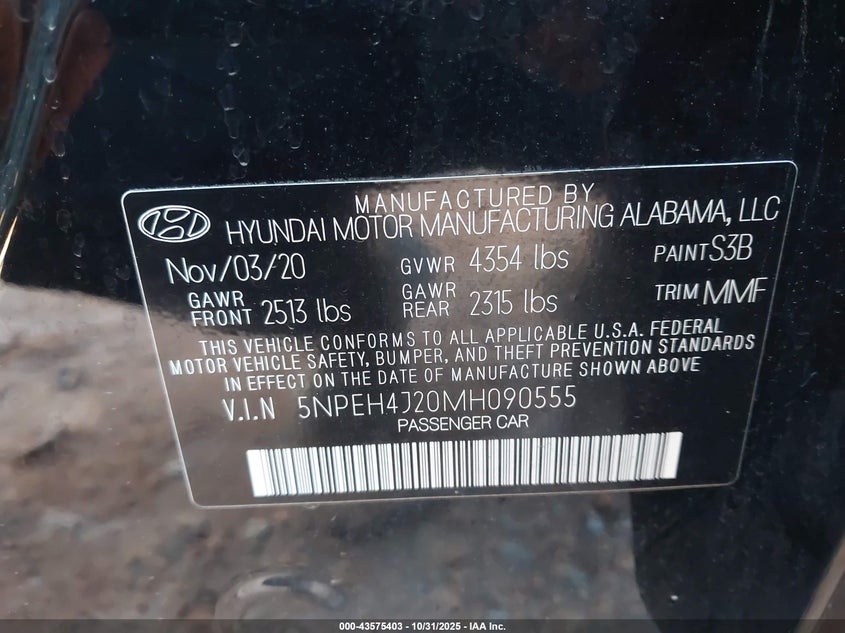 MANUFACTURED BY
HYUNDAI MOTOR MANUFACTURING ALABAMA, LLC
Nov/03/20 GVWR 4354 lbs PAINT S3B
GAWR FRONT 2513 lbs GAWR REAR 2315 lbs TRIM MMF
THIS VEHICLE CONFORMS TO ALL APPLICABLE U.S.A. FEDERAL
MOTOR VEHICLE SAFETY, BUMPER, AND THEFT PREVENTION STANDARDS
IN EFFECT ON THE DATE OF MANUFACTURE SHOWN ABOVE
V.I.N 5NPEH4J20MH090555
PASSENGER CAR
000-43575403 - 10/31/2025 - IAA Inc.